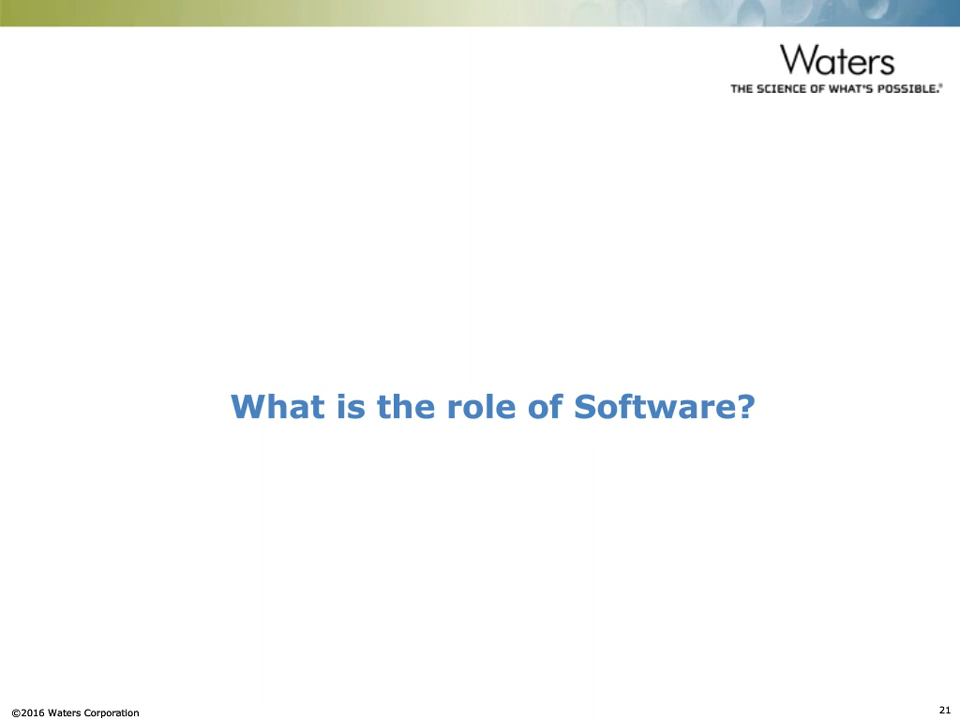 Waters
THE SCIENCE OF WHAT'S POSSIBLE.®
What is the role of Software?
©2016 Waters Corporation
21